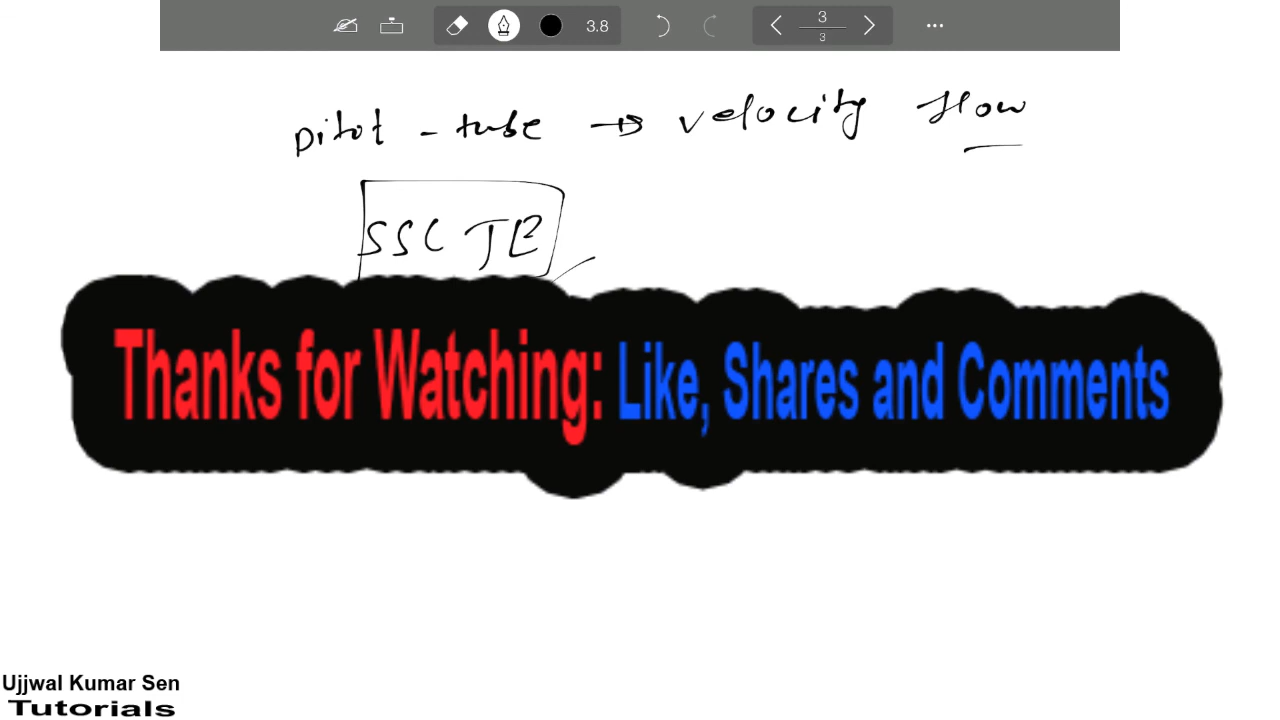 3.8
3
3
pitot - tube → velocity flow
SSC JE
Thanks for Watching: Like, Shares and Comments
Ujjwal Kumar Sen
Tutorials